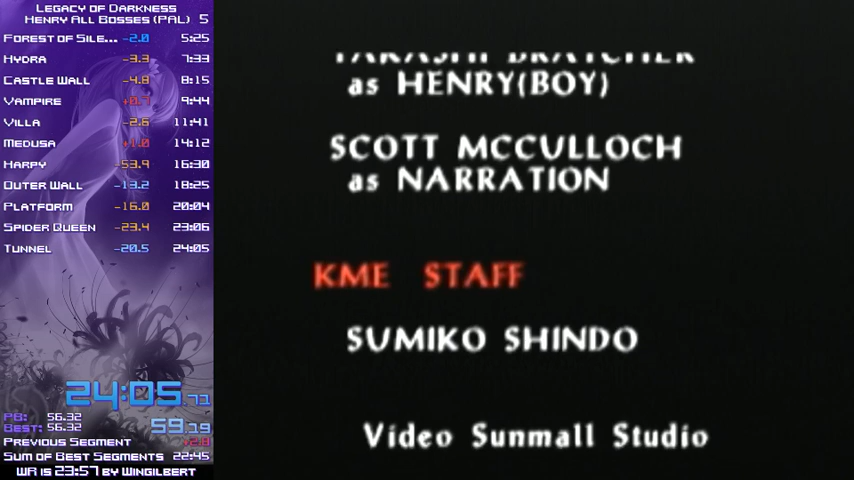 Legacy of Darkness
Henry All Bosses (PAL) 5
Forest of Sile... -2.0 5:25
Hydra -3.3 7:33
Castle Wall -4.8 8:15
Vampire +0.7 9:44
Villa -2.6 11:41
Medusa +1.0 14:12
Harpy -53.9 16:30
Outer Wall -13.2 18:25
Platform -16.0 20:04
Spider Queen -23.4 23:06
Tunnel -20.5 24:05
24:05.71
PB: 56.32
Best: 56.32
59.19
Previous Segment +2.8
Sum of Best Segments 22:45
WR is 23:57 by Wingilbert
TAKASHI BRATCHER
as HENRY(BOY)
SCOTT MCCULLOCH
as NARRATION
KME STAFF
SUMIKO SHINDO
Video Sunmall Studio